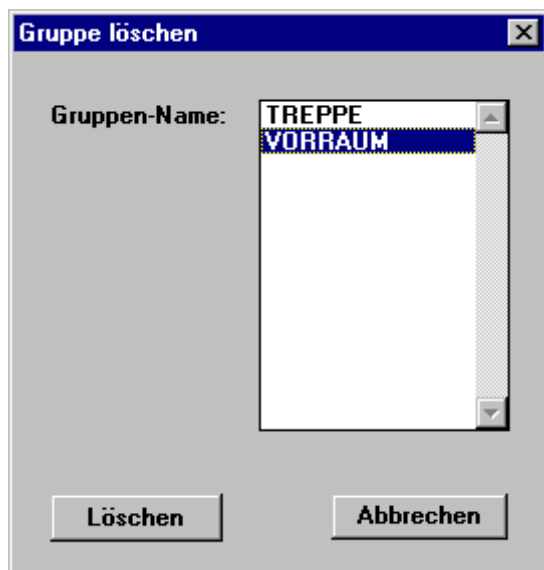 Gruppe löschen
Gruppen-Name:
TREPPE
VORRAUM
Löschen
Abbrechen